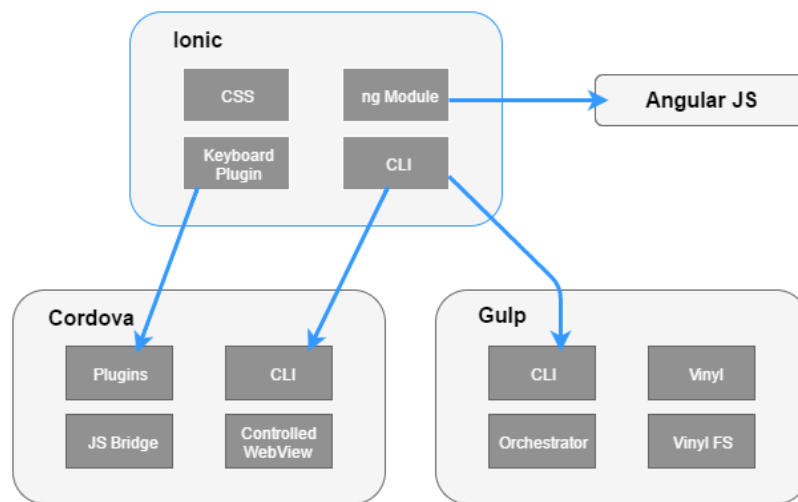 Ionic
CSS
ng Module
Angular JS
Keyboard
Plugin
CLI
Cordova
Gulp
Plugins
CLI
CLI
Vinyl
JS Bridge
Controlled
WebView
Orchestrator
Vinyl FS